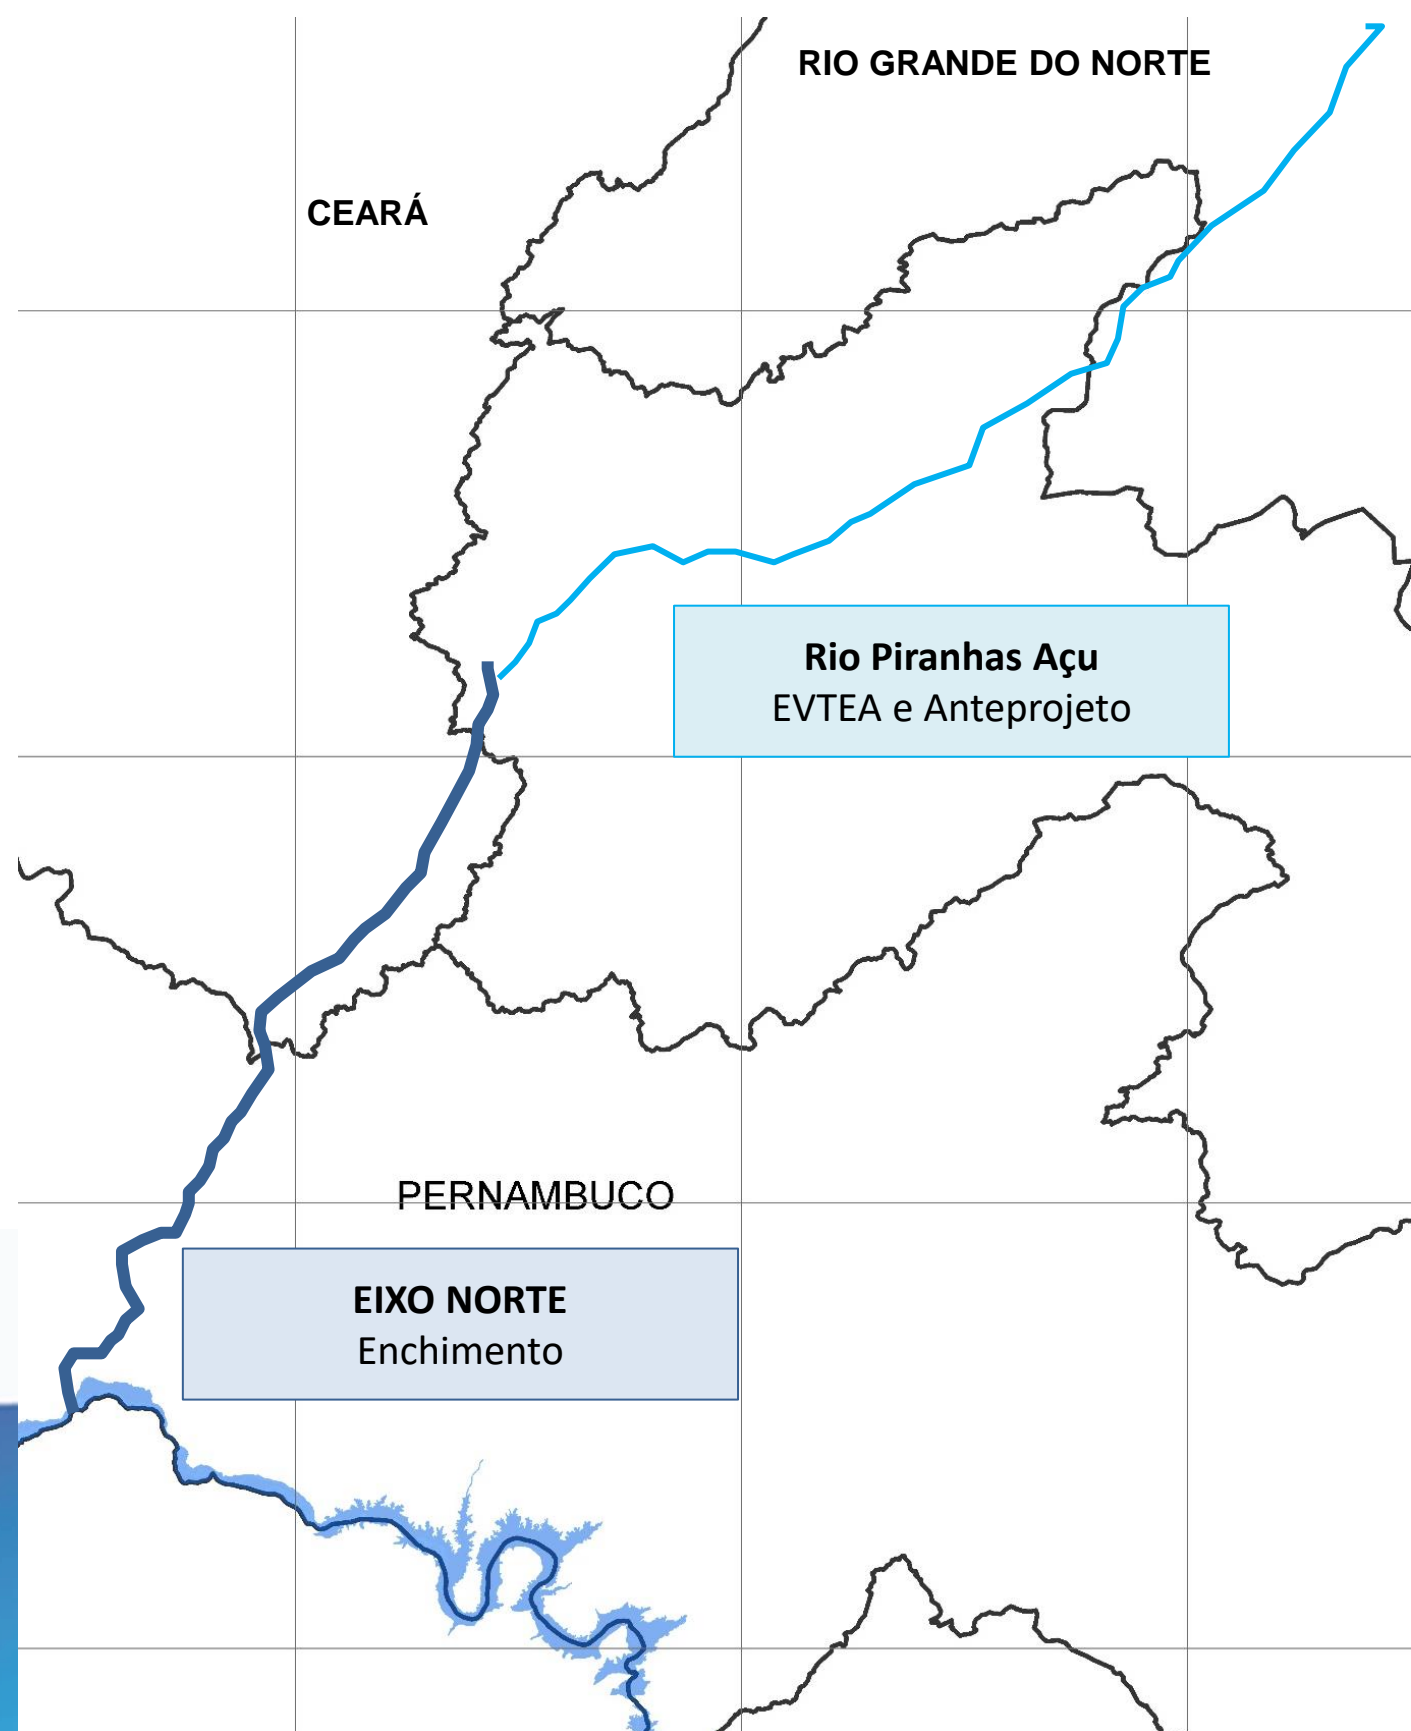 RIO GRANDE DO NORTE
CEARÁ
Rio Piranhas Açu
EVTEA e Anteprojeto
PERNAMBUCO
EIXO NORTE
Enchimento